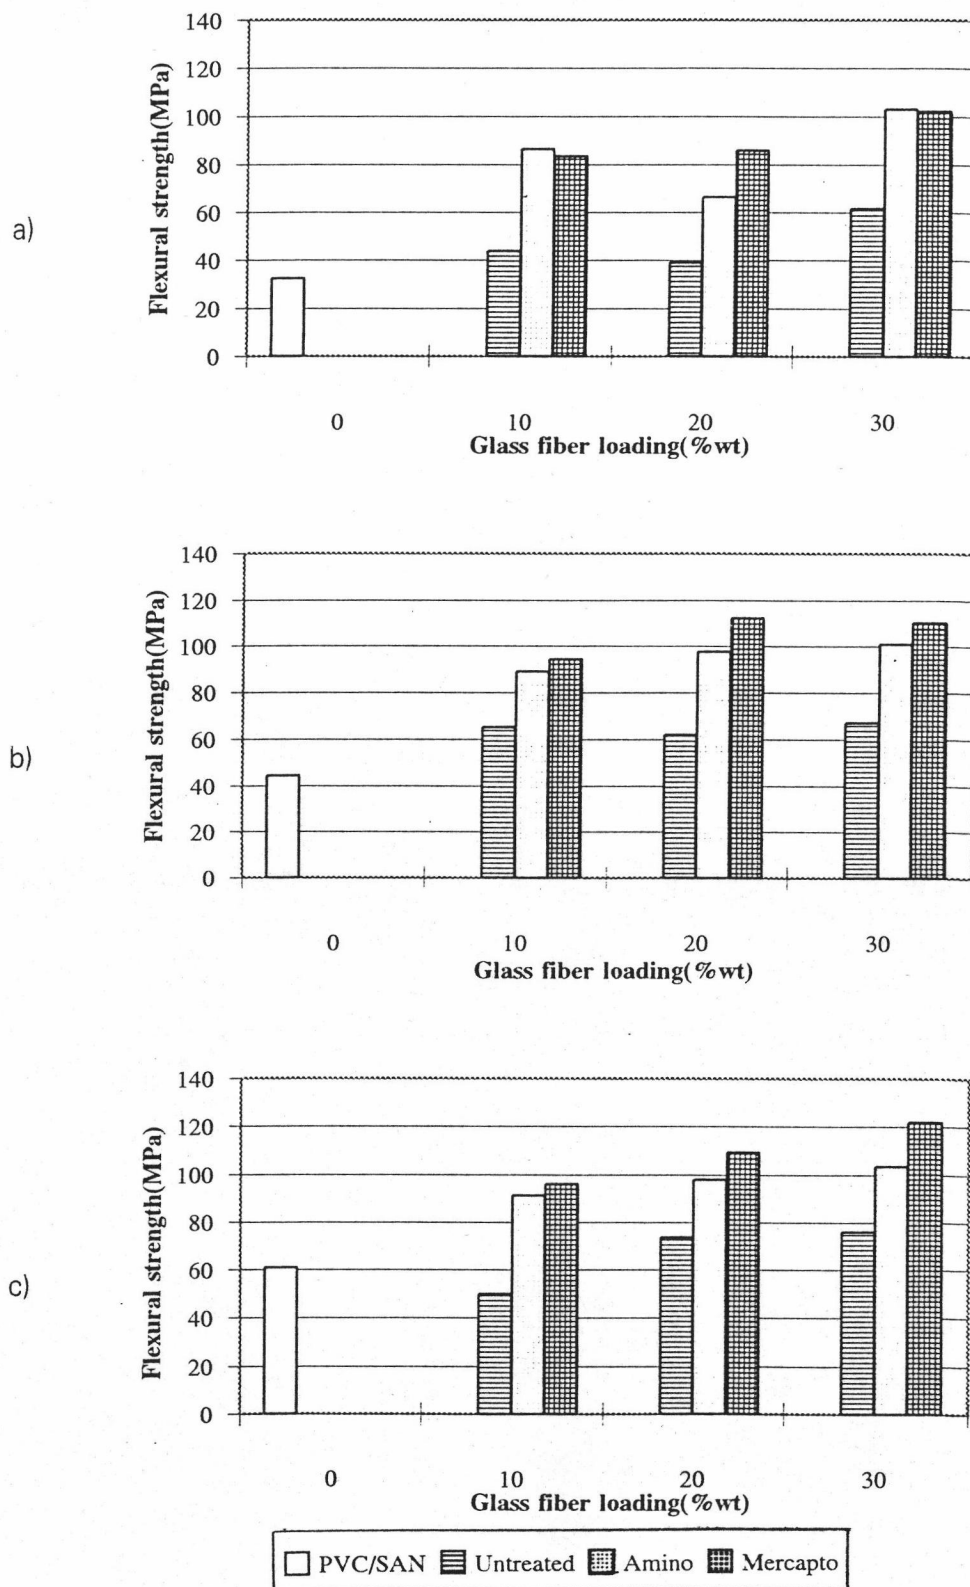 a)
Flexural strength(MPa)
140
120
100
80
60
40
20
0
0 10 20 30
Glass fiber loading(%wt)
b)
Flexural strength(MPa)
140
120
100
80
60
40
20
0
0 10 20 30
Glass fiber loading(%wt)
c)
Flexural strength(MPa)
140
120
100
80
60
40
20
0
0 10 20 30
Glass fiber loading(%wt)
PVC/SAN Untreated Amino Mercapto